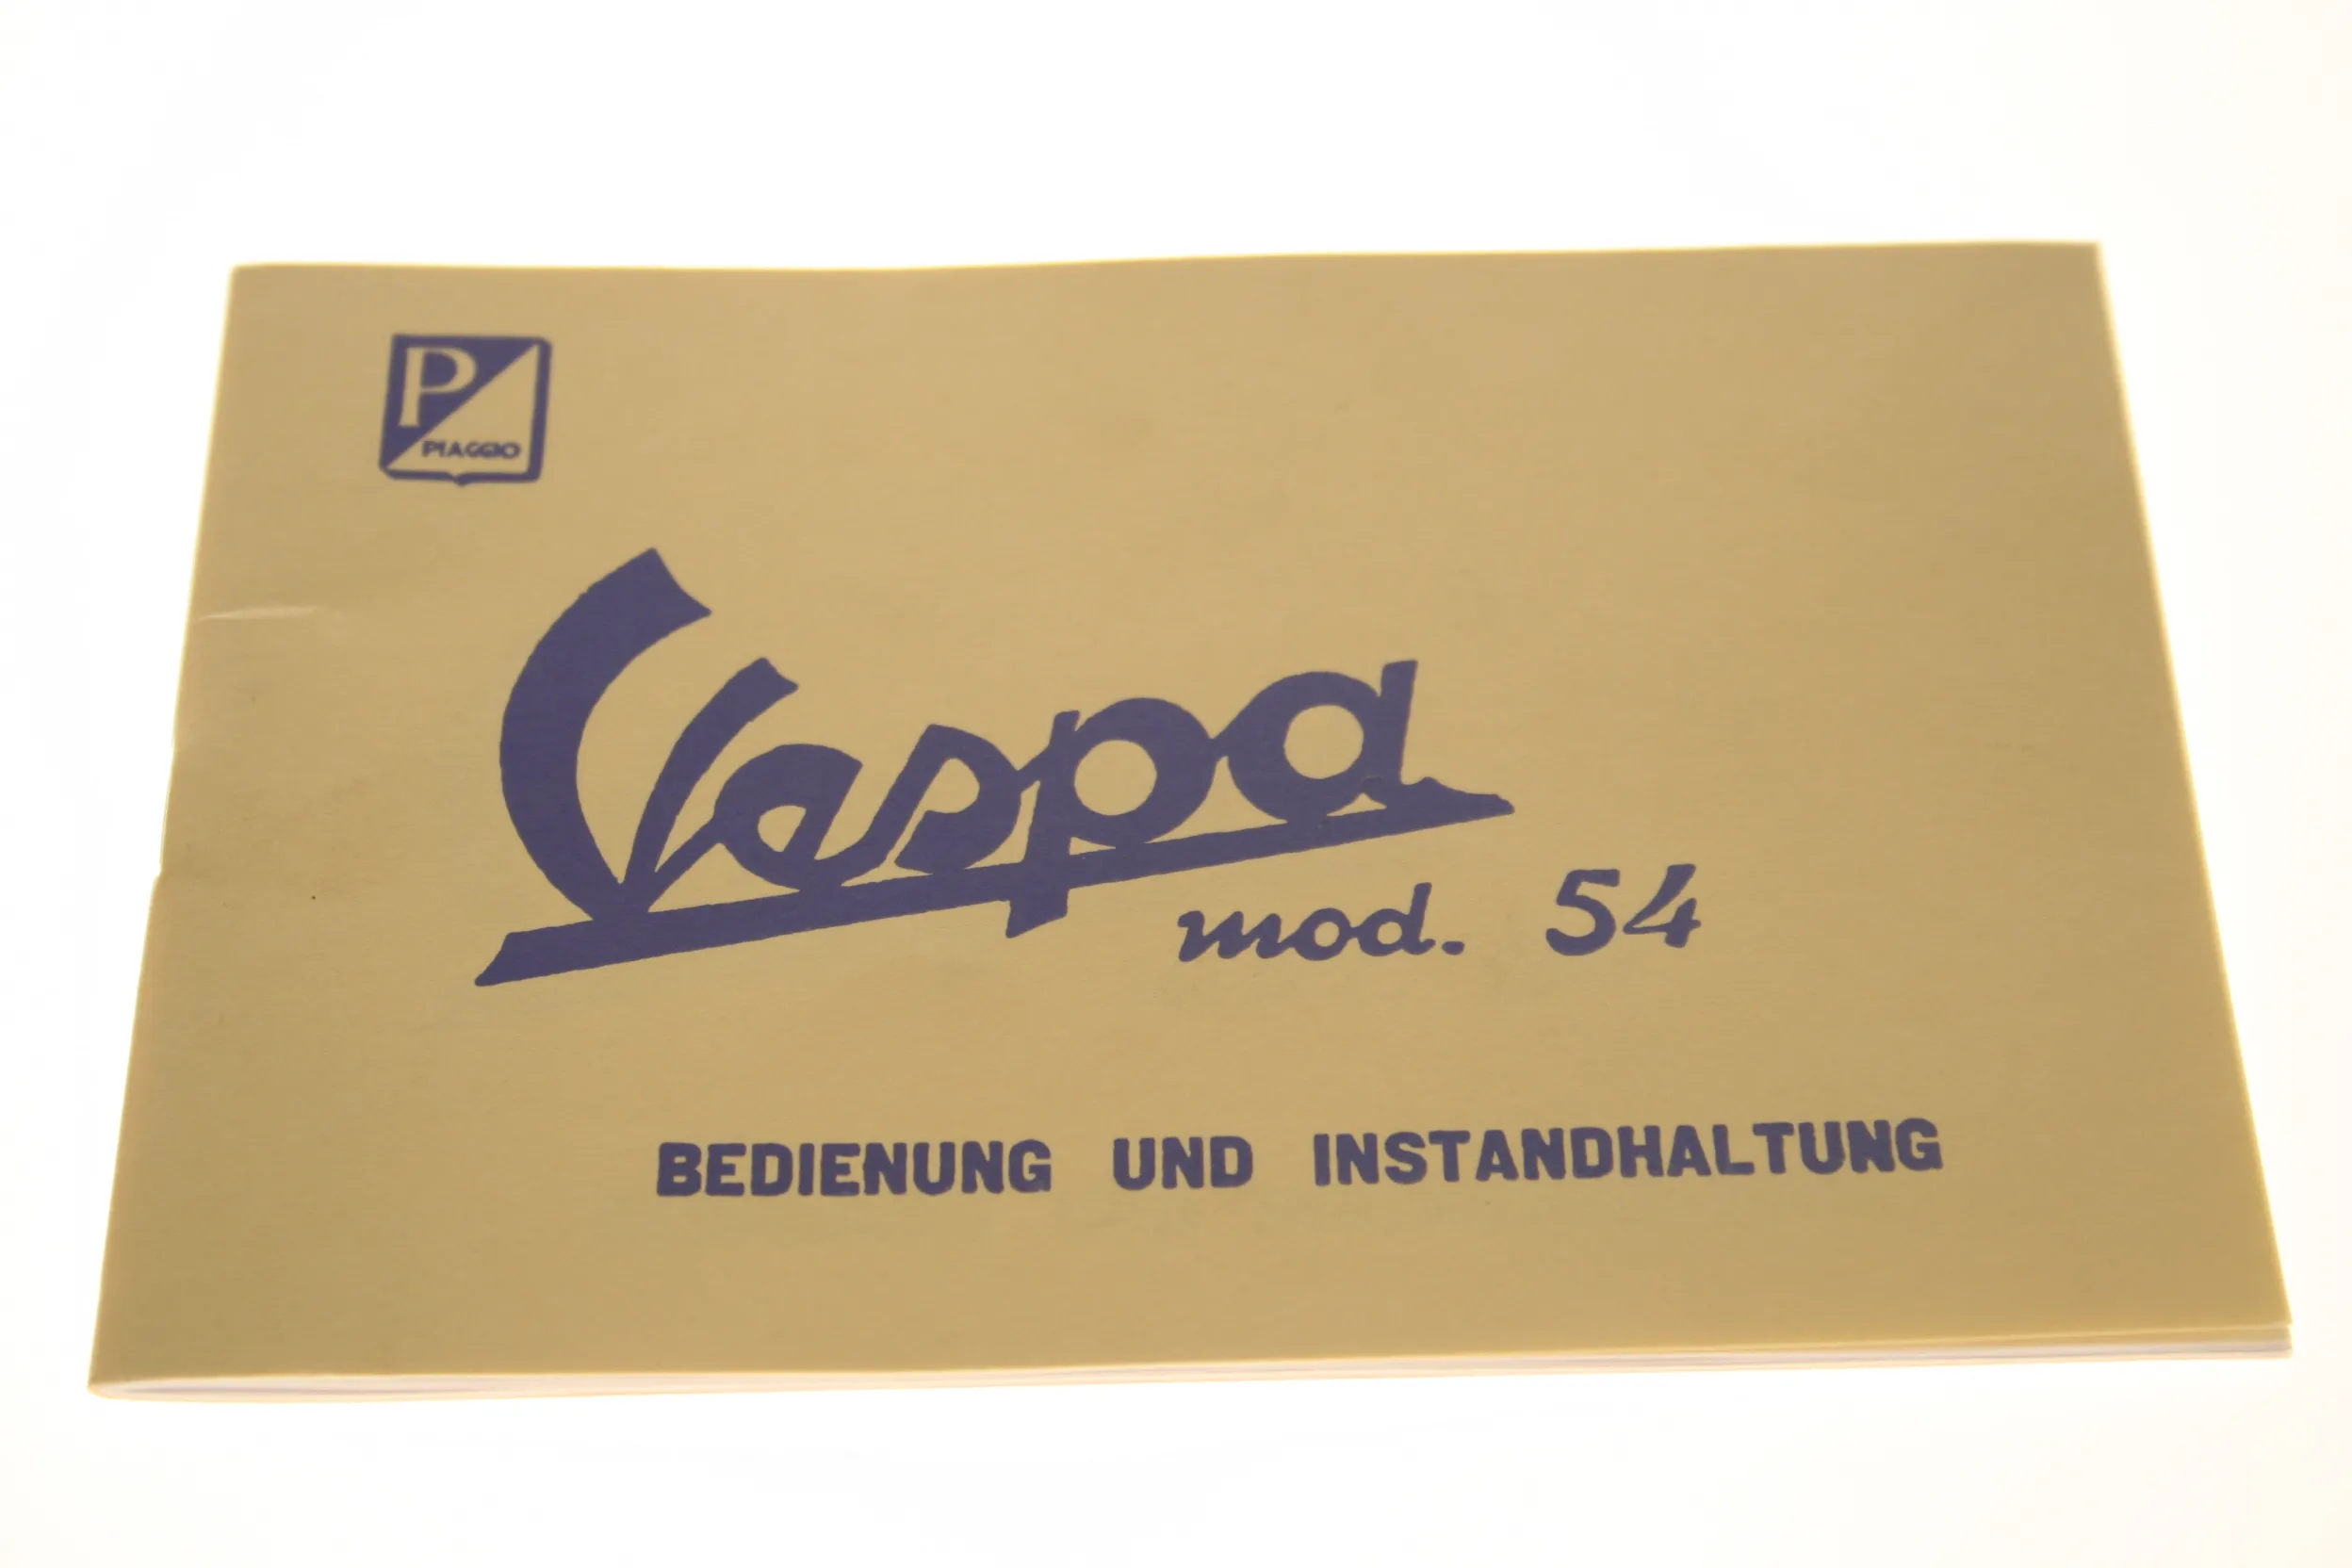 P
PIAGGIO
Vespa
mod. 54
BEDIENUNG UND INSTANDHALTUNG